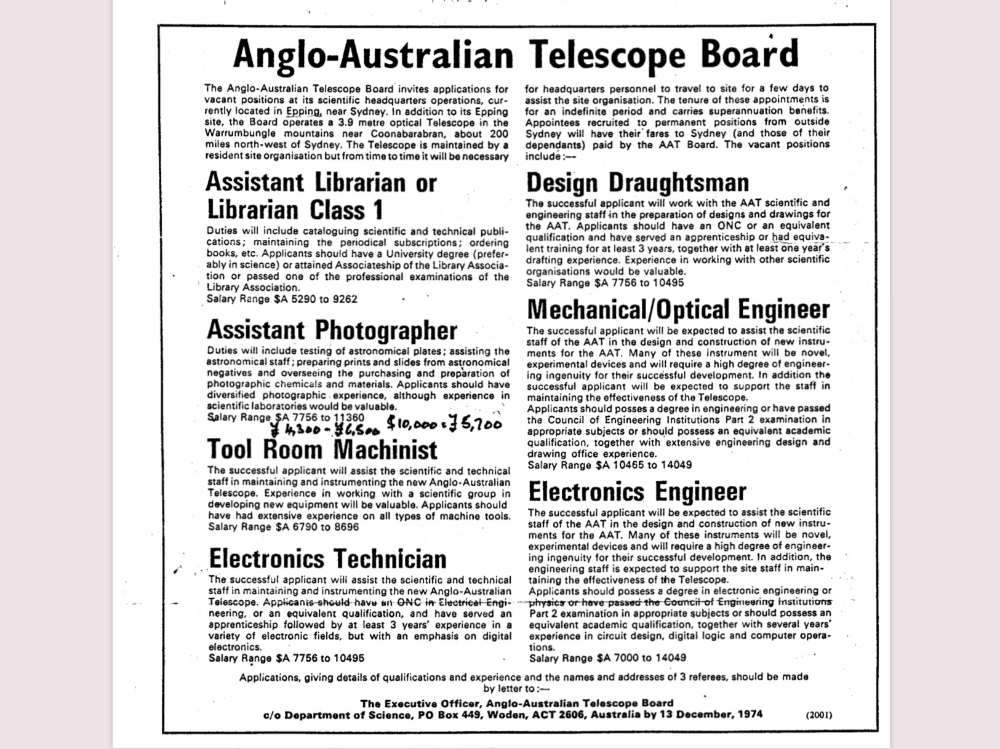 Anglo-Australian Telescope Board
The Anglo-Australian Telescope Board invites applications for
vacant positions at its scientific headquarters operations, cur-
rently located in Epping, near Sydney. In addition to its Epping
site, the Board operates a 3.9 metre optical Telescope in the
Warrumbungle mountains near Coonabarabran, about 200
miles north-west of Sydney. The Telescope is maintained by a
resident site organisation but from time to time it will be necessary
for headquarters personnel to travel to site for a few days to
assist the site organisation. The tenure of these appointments is
for an indefinite period and carries superannuation benefits.
Appointees recruited to permanent positions from outside
Sydney will have their fares to Sydney (and those of their
dependants) paid by the AAT Board. The vacant positions
include:—
Assistant Librarian or
Librarian Class 1
Duties will include cataloguing scientific and technical publi-
cations; maintaining the periodical subscriptions; ordering
books, etc. Applicants should have a University degree (prefer-
ably in science) or attained Associateship of the Library Associa-
tion or passed one of the professional examinations of the
Library Association.
Salary Range $A 5290 to 9262
Assistant Photographer
Duties will include testing of astronomical plates; assisting the
astronomical staff; preparing prints and slides from astronomical
negatives and overseeing the purchasing and preparation of
photographic chemicals and materials. Applicants should have
diversified photographic experience, although experience in
scientific laboratories would be valuable.
Salary Range $A 7756 to 11360
£ 4,300 - £6,500 $10,000 = £ 5,700
Tool Room Machinist
The successful applicant will assist the scientific and technical
staff in maintaining and instrumenting the new Anglo-Australian
Telescope. Experience in working with a scientific group in
developing new equipment will be valuable. Applicants should
have had extensive experience on all types of machine tools.
Salary Range $A 6790 to 8696
Electronics Technician
The successful applicant will assist the scientific and technical
staff in maintaining and instrumenting the new Anglo-Australian
Telescope. Applicants should have an ONC in Electrical Engi-
neering, or an equivalent qualification, and have served an
apprenticeship followed by at least 3 years' experience in a
variety of electronic fields, but with an emphasis on digital
electronics.
Salary Range $A 7756 to 10495
Design Draughtsman
The successful applicant will work with the AAT scientific and
engineering staff in the preparation of designs and drawings for
the AAT. Applicants should have an ONC or an equivalent
qualification and have served an apprenticeship or had equiva-
lent training for at least 3 years, together with at least one year's
drafting experience. Experience in working with other scientific
organisations would be valuable.
Salary Range $A 7756 to 10495
Mechanical/Optical Engineer
The successful applicant will be expected to assist the scientific
staff of the AAT in the design and construction of new instru-
ments for the AAT. Many of these instrument will be novel,
experimental devices and will require a high degree of engineer-
ing ingenuity for their successful development. In addition the
successful applicant will be expected to support the staff in
maintaining the effectiveness of the Telescope.
Applicants should posses a degree in engineering or have passed
the Council of Engineering Institutions Part 2 examination in
appropriate subjects or should possess an equivalent academic
qualification, together with extensive engineering design and
drawing office experience.
Salary Range $A 10465 to 14049
Electronics Engineer
The successful applicant will be expected to assist the scientific
staff of the AAT in the design and construction of new instru-
ments for the AAT. Many of these instruments will be novel,
experimental devices and will require a high degree of engineer-
ing ingenuity for their successful development. In addition, the
engineering staff is expected to support the site staff in main-
taining the effectiveness of the Telescope.
Applicants should possess a degree in electronic engineering or
physics or have passed the Council of Engineering Institutions
Part 2 examination in appropriate subjects or should possess an
equivalent academic qualification, together with several years'
experience in circuit design, digital logic and computer opera-
tions.
Salary Range $A 7000 to 14049
Applications, giving details of qualifications and experience and the names and addresses of 3 referees, should be made
by letter to:—
The Executive Officer, Anglo-Australian Telescope Board
c/o Department of Science, PO Box 449, Woden, ACT 2606, Australia by 13 December, 1974
(2001)